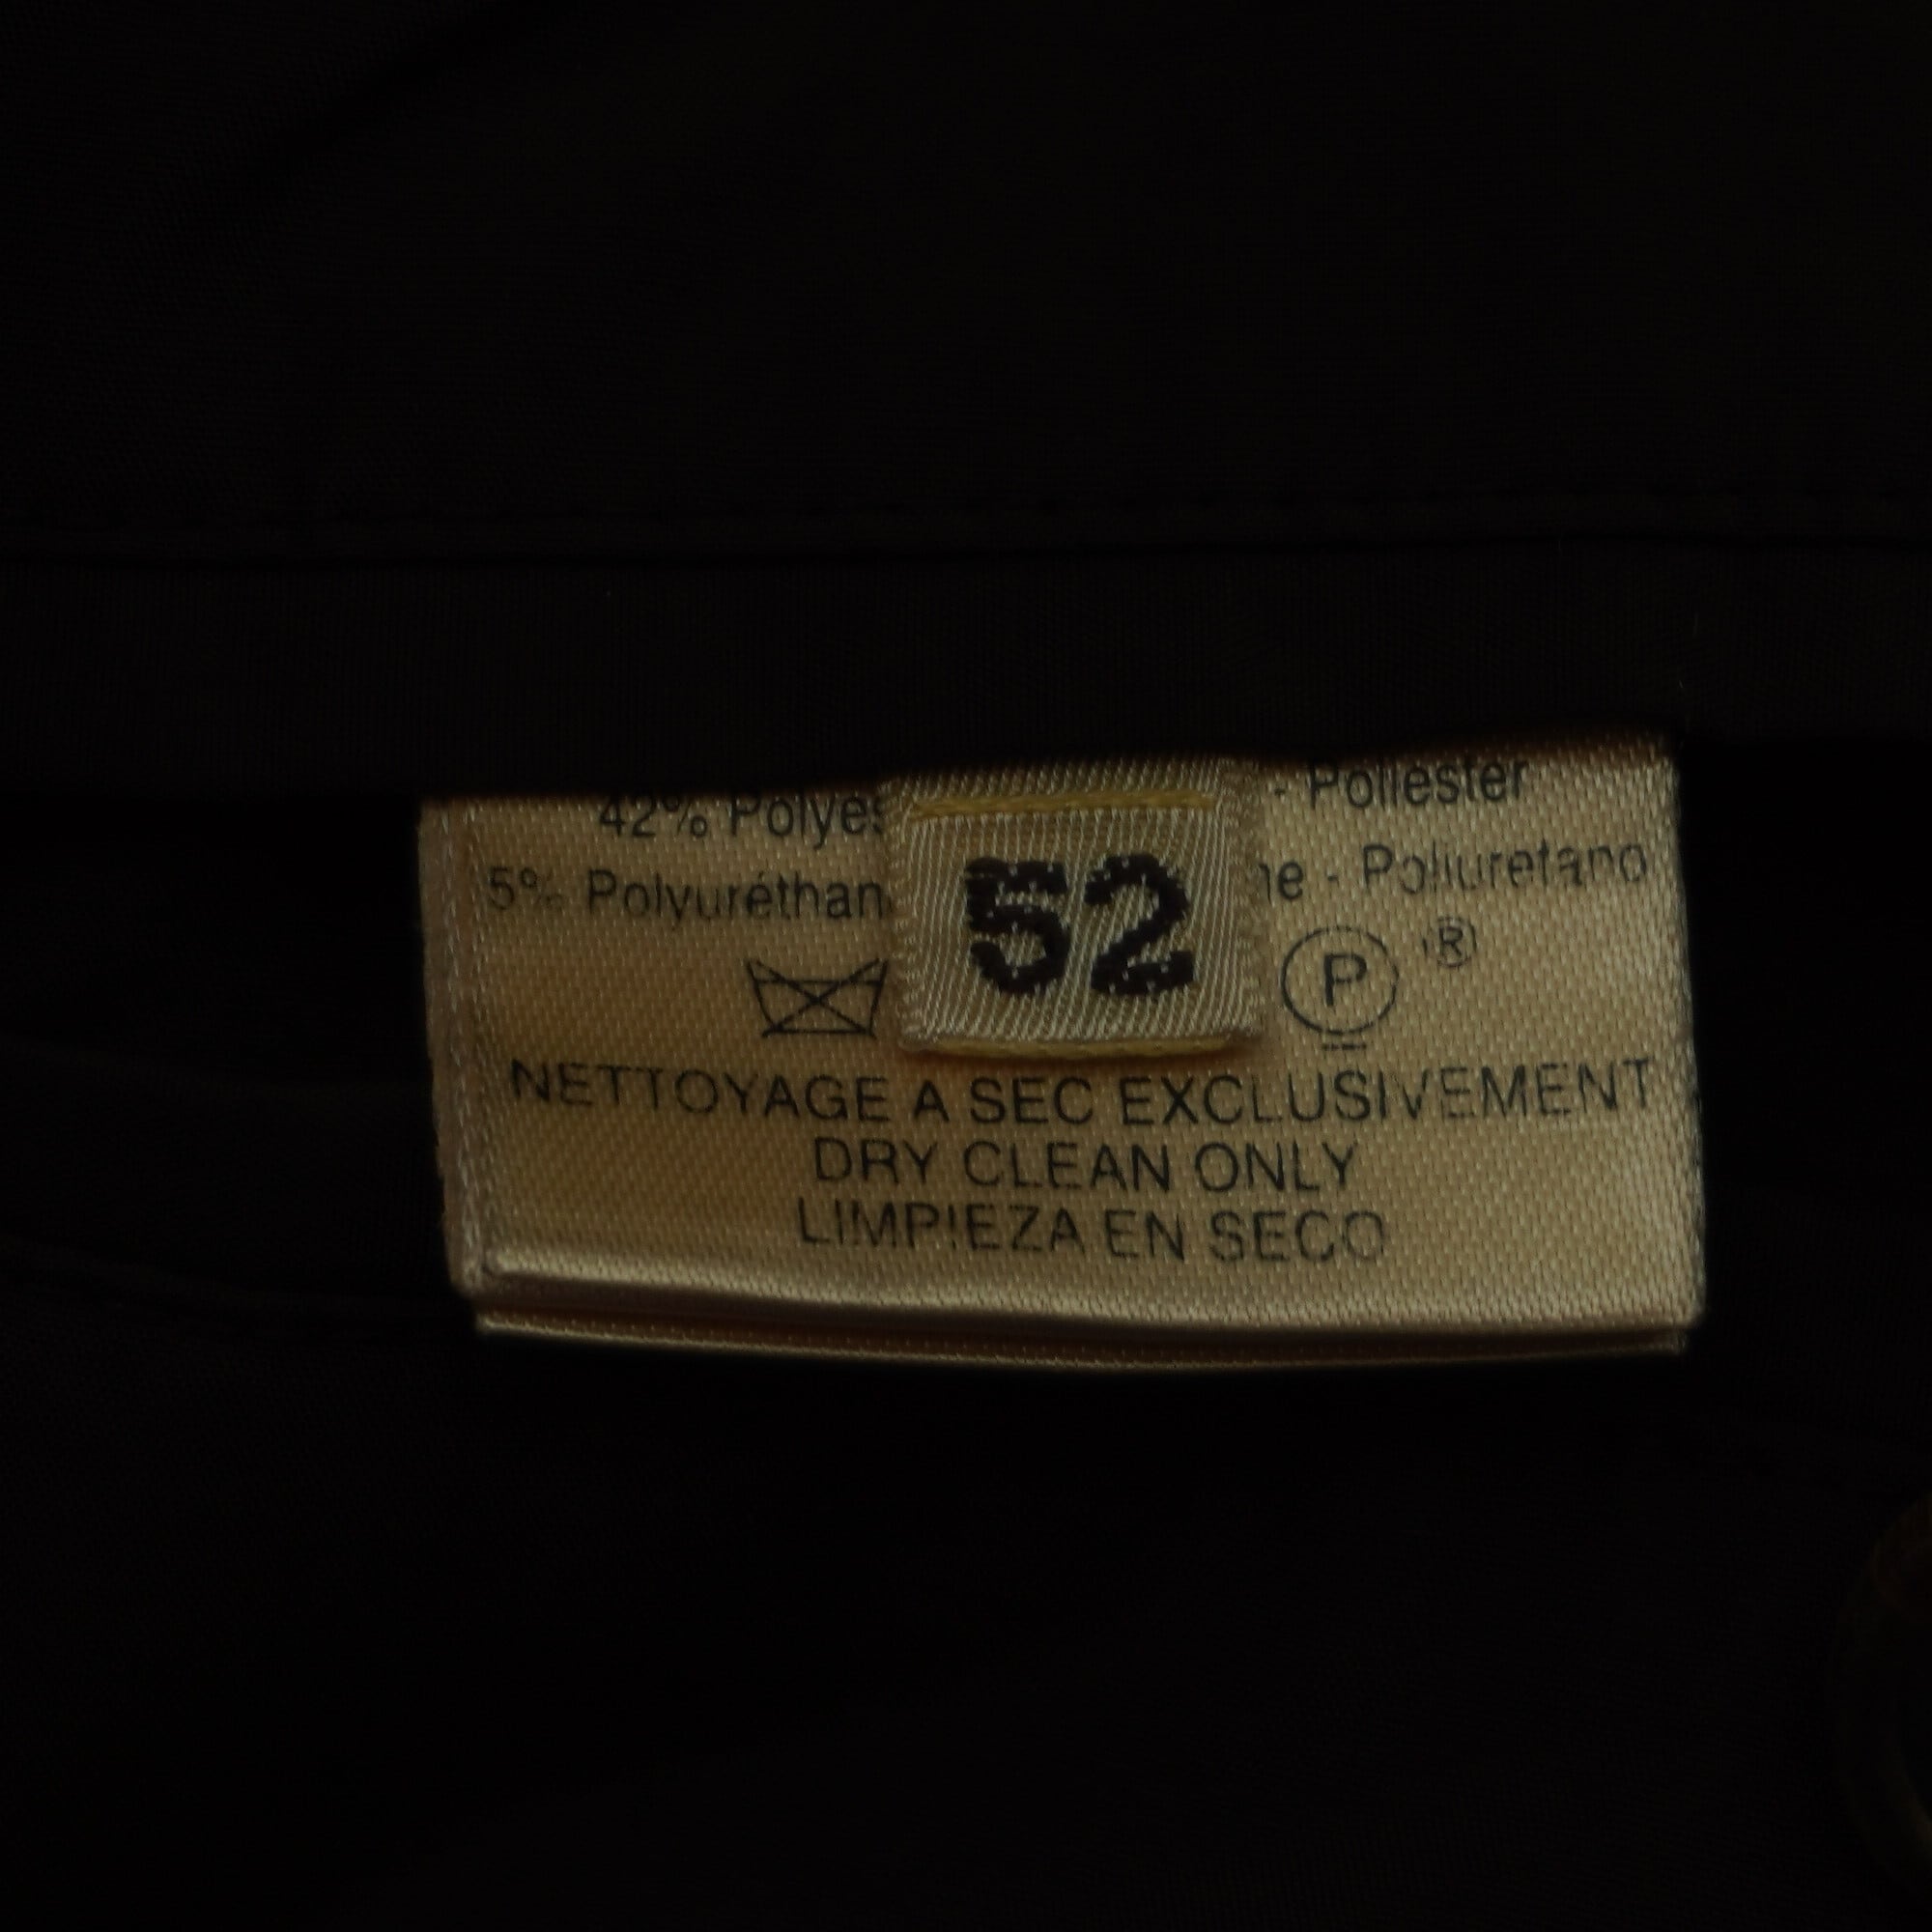 42% Polyes - Poliester
5% Polyuréthan ne - Poliuretano
52
P ®
NETTOYAGE A SEC EXCLUSIVEMENT
DRY CLEAN ONLY
LIMPIEZA EN SECO